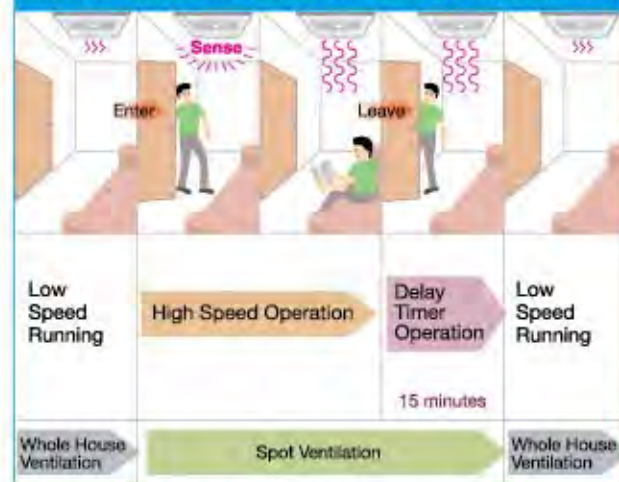 Sense
Enter
Leave
Low
Speed
Running
High Speed Operation
Delay
Timer
Operation
Low
Speed
Running
15 minutes
Whole House
Ventilation
Spot Ventilation
Whole House
Ventilation